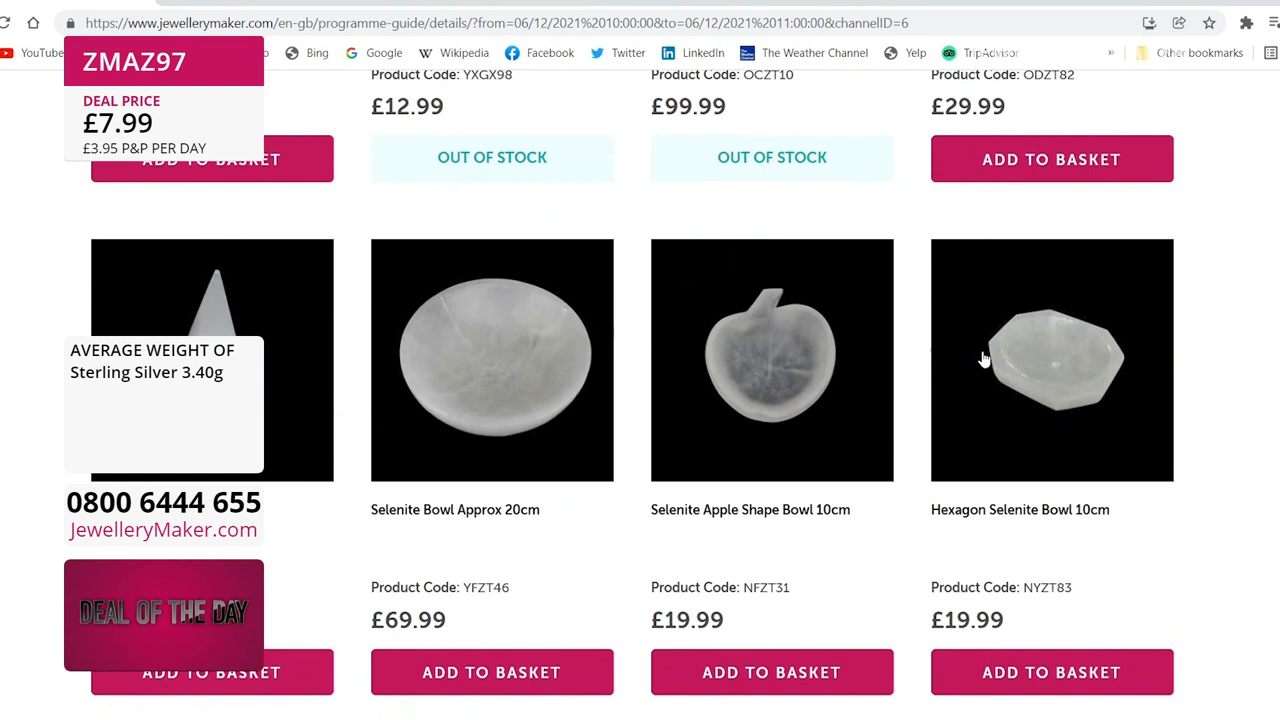 https://www.jewellerymaker.com/en-gb/programme-guide/details/?from=06/12/2021%2010:00:00&to=06/12/2021%2011:00:00&channelID=6
YouTube
Bing
Google
Wikipedia
Facebook
Twitter
LinkedIn
The Weather Channel
Yelp
TripAdvisor
»
Other bookmarks
ZMAZ97
DEAL PRICE
£7.99
£3.95 P&P PER DAY
ADD TO BASKET
Product Code: YXGX98
£12.99
OUT OF STOCK
Product Code: OCZT10
£99.99
OUT OF STOCK
Product Code: ODZT82
£29.99
ADD TO BASKET
AVERAGE WEIGHT OF
Sterling Silver 3.40g
0800 6444 655
JewelleryMaker.com
DEAL OF THE DAY
ADD TO BASKET
Selenite Bowl Approx 20cm
Product Code: YFZT46
£69.99
ADD TO BASKET
Selenite Apple Shape Bowl 10cm
Product Code: NFZT31
£19.99
ADD TO BASKET
Hexagon Selenite Bowl 10cm
Product Code: NYZT83
£19.99
ADD TO BASKET